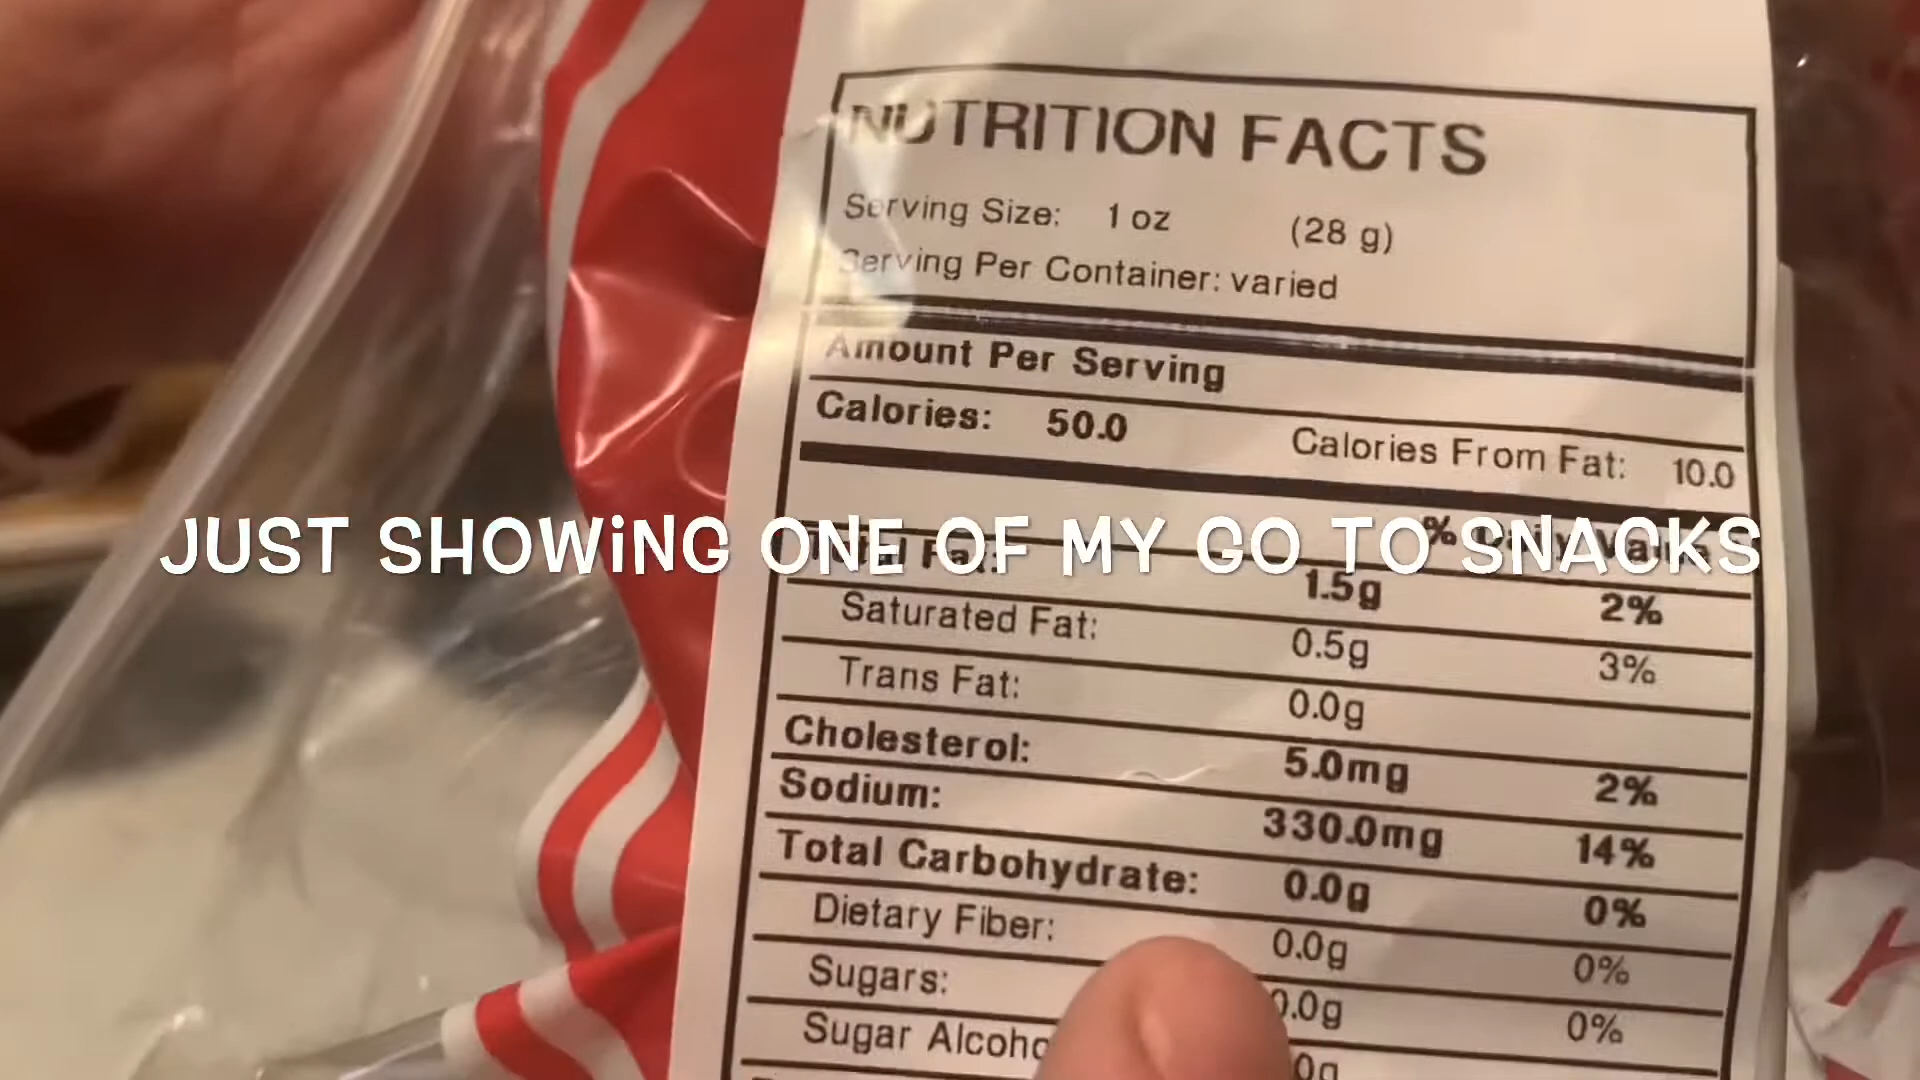 NUTRITION FACTS
Serving Size: 1 oz (28 g)
Serving Per Container: varied
Amount Per Serving
Calories: 50.0 Calories From Fat: 10.0
JUST SHOWING ONE OF MY GO TO SNACKS
%
Fat: 1.5g 2%
Saturated Fat: 0.5g 3%
Trans Fat: 0.0g
Cholesterol: 5.0mg 2%
Sodium: 330.0mg 14%
Total Carbohydrate: 0.0g 0%
Dietary Fiber: 0.0g 0%
Sugars: 0.0g 0%
Sugar